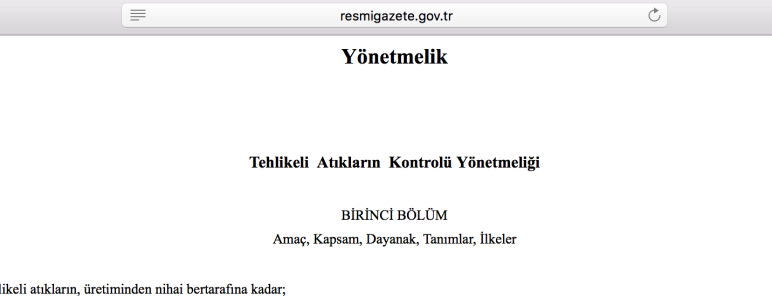 resmigazete.gov.tr
Yönetmelik
Tehlikeli Atıkların Kontrolü Yönetmeliği
BİRİNCİ BÖLÜM
Amaç, Kapsam, Dayanak, Tanımlar, İlkeler
likeli atıkların, üretiminden nihai bertarafına kadar;